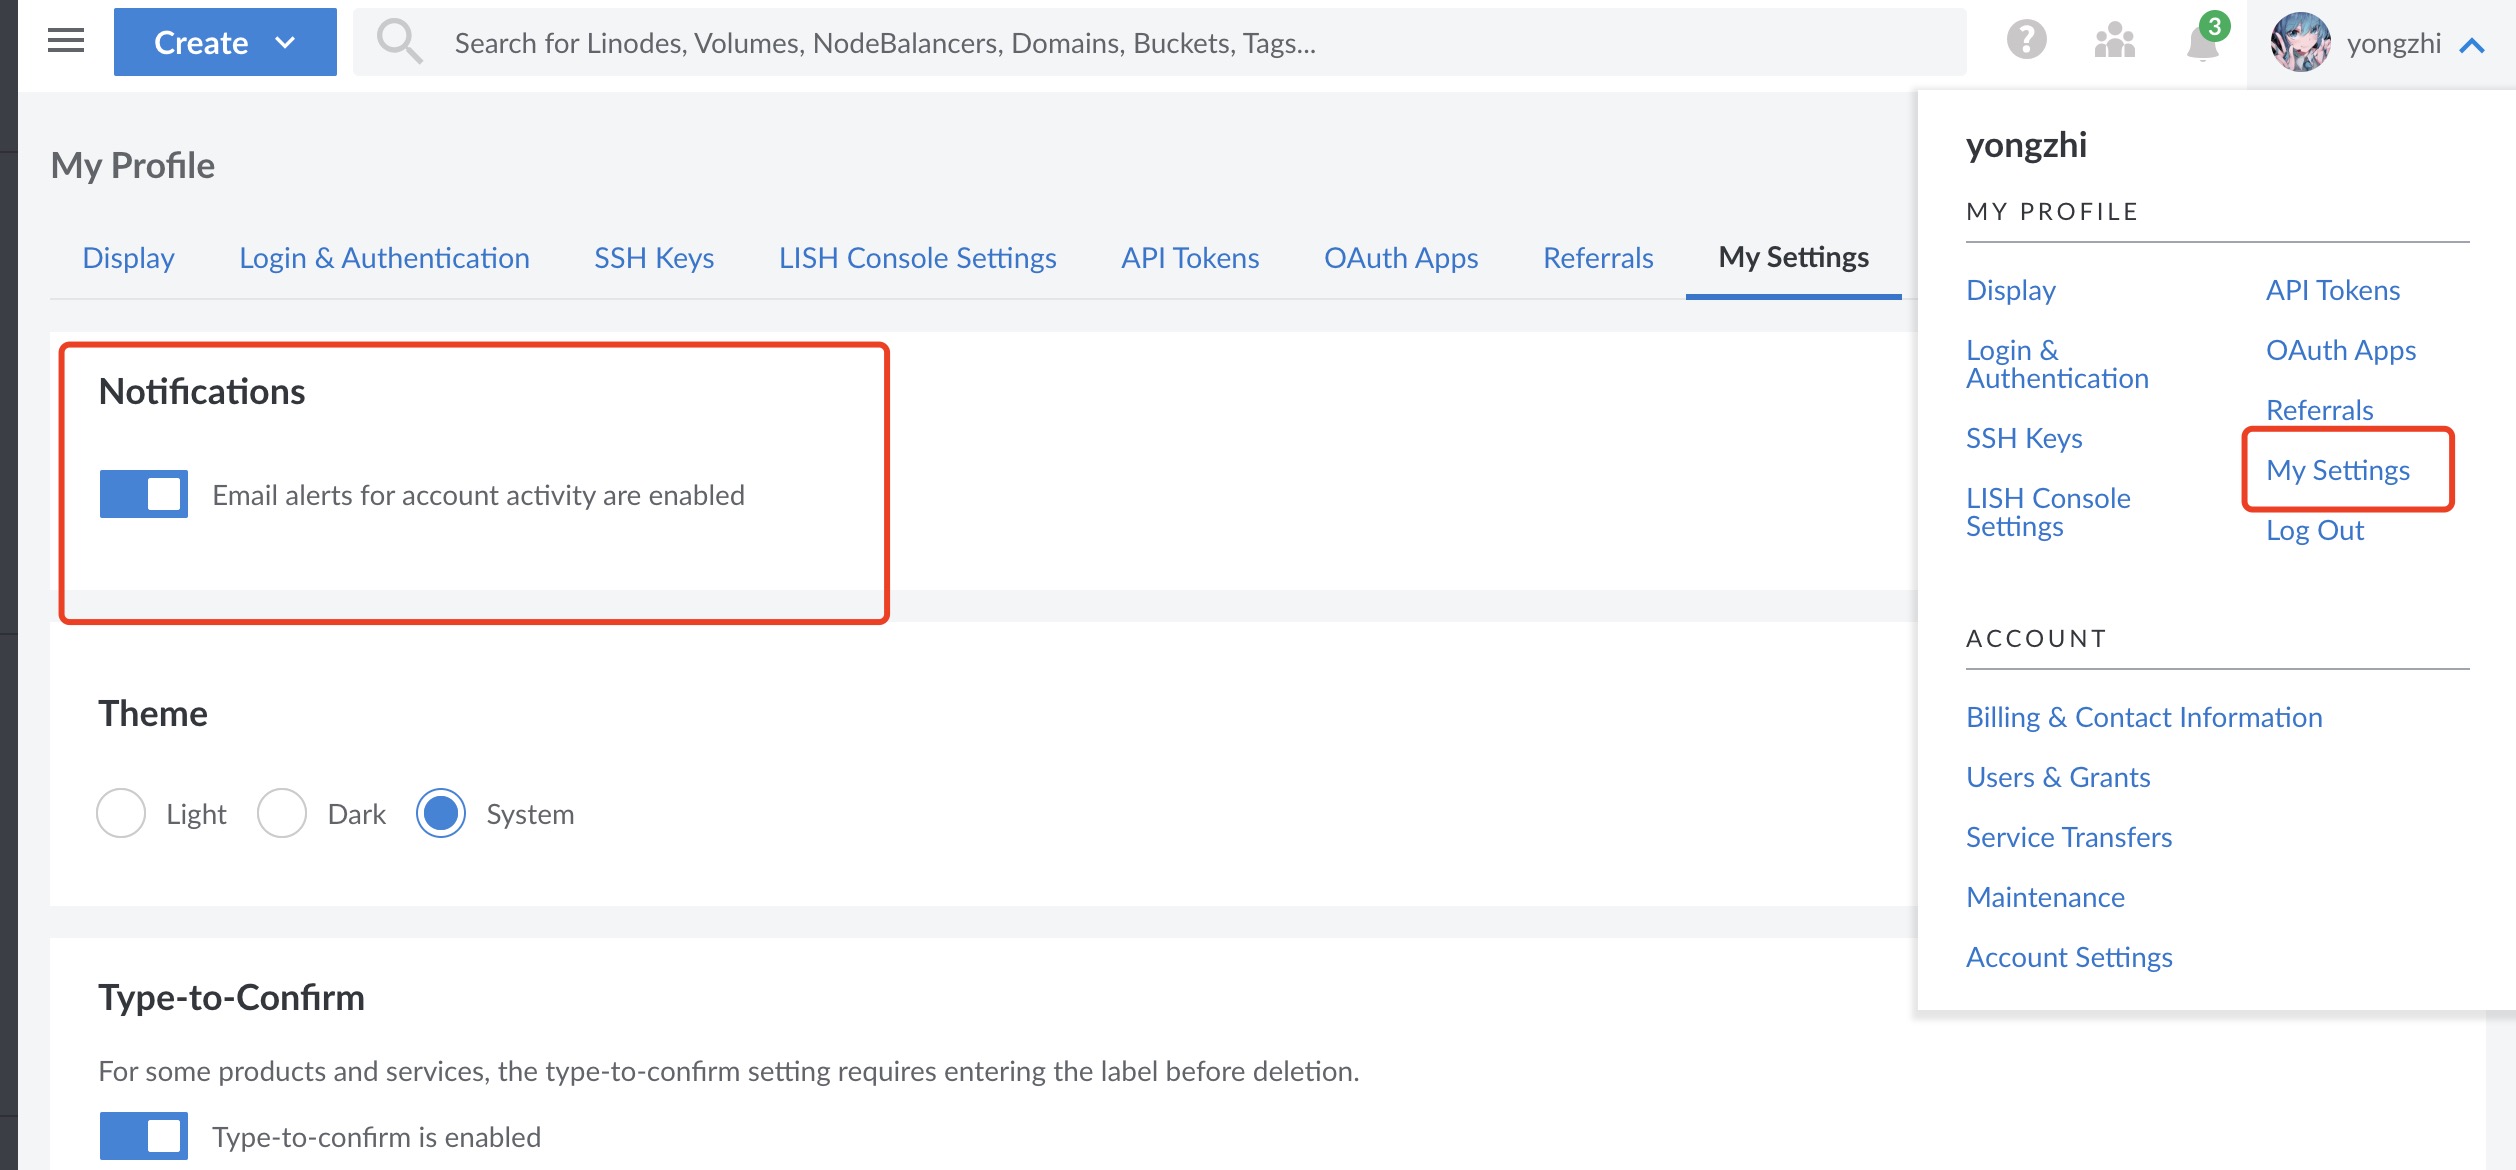 Create
Search for Linodes, Volumes, NodeBalancers, Domains, Buckets, Tags...
3
yongzhi
My Profile
Display
Login & Authentication
SSH Keys
LISH Console Settings
API Tokens
OAuth Apps
Referrals
My Settings
Notifications
Email alerts for account activity are enabled
Theme
Light
Dark
System
Type-to-Confirm
For some products and services, the type-to-confirm setting requires entering the label before deletion.
Type-to-confirm is enabled
yongzhi
MY PROFILE
Display
Login &
Authentication
SSH Keys
LISH Console
Settings
API Tokens
OAuth Apps
Referrals
My Settings
Log Out
ACCOUNT
Billing & Contact Information
Users & Grants
Service Transfers
Maintenance
Account Settings